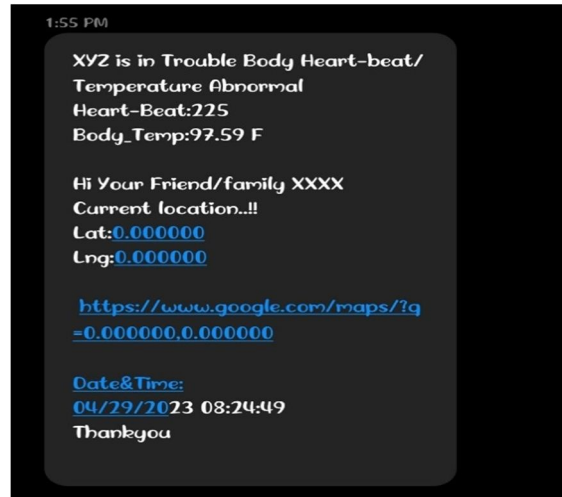 1:55 PM
XYZ is in Trouble Body Heart-beat/
Temperature Abnormal
Heart-Beat:225
Body_Temp:97.59 F
Hi Your Friend/family XXXX
Current location..!!
Lat:0.000000
Lng:0.000000
https://www.google.com/maps/?q
=0.000000,0.000000
Date&Time:
04/29/2023 08:24:49
Thankyou